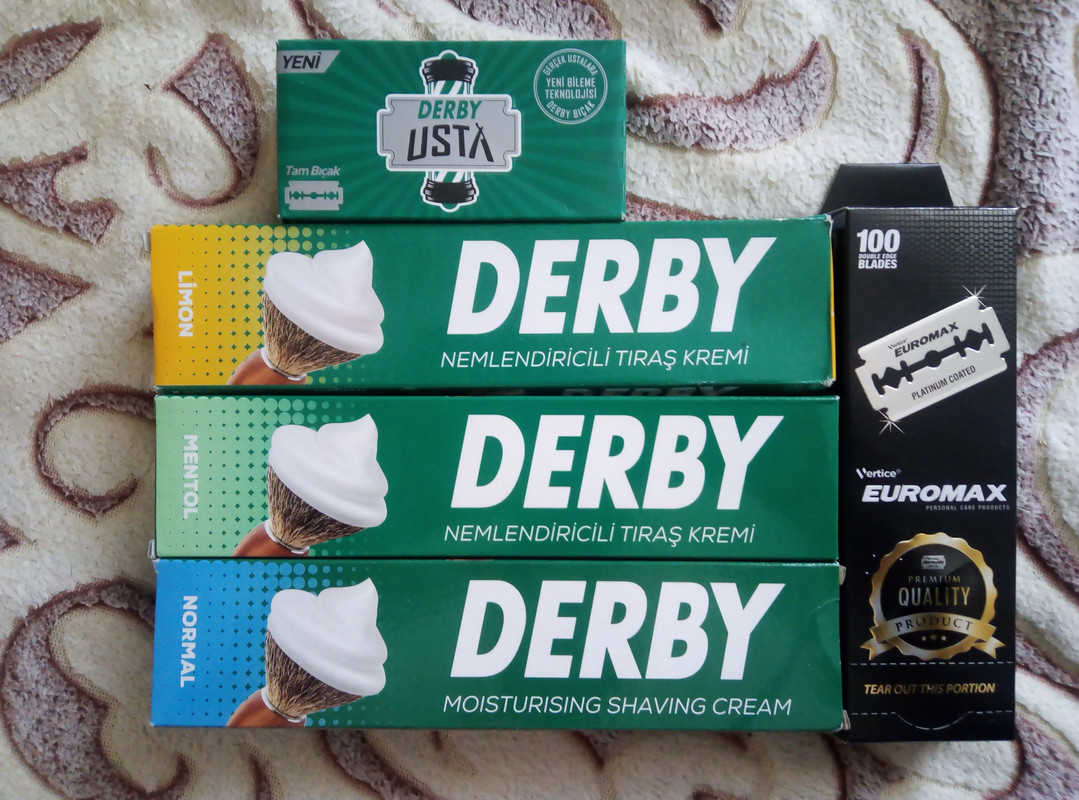 YENİ
DERBY
USTA
GERÇEK USTALARA
YENİ BİLEME
TEKNOLOJİSİ
DERBY BIÇAK
Tam Bıçak
LİMON
DERBY
NEMLENDİRİCİLİ TIRAŞ KREMİ
MENTOL
DERBY
NEMLENDİRİCİLİ TIRAŞ KREMİ
NORMAL
DERBY
MOISTURISING SHAVING CREAM
100
DOUBLE EDGE
BLADES
Vertice
EUROMAX
PLATINUM COATED
Vertice®
EUROMAX
PERSONAL CARE PRODUCTS
PREMIUM
QUALITY
PRODUCT
TEAR OUT THIS PORTION